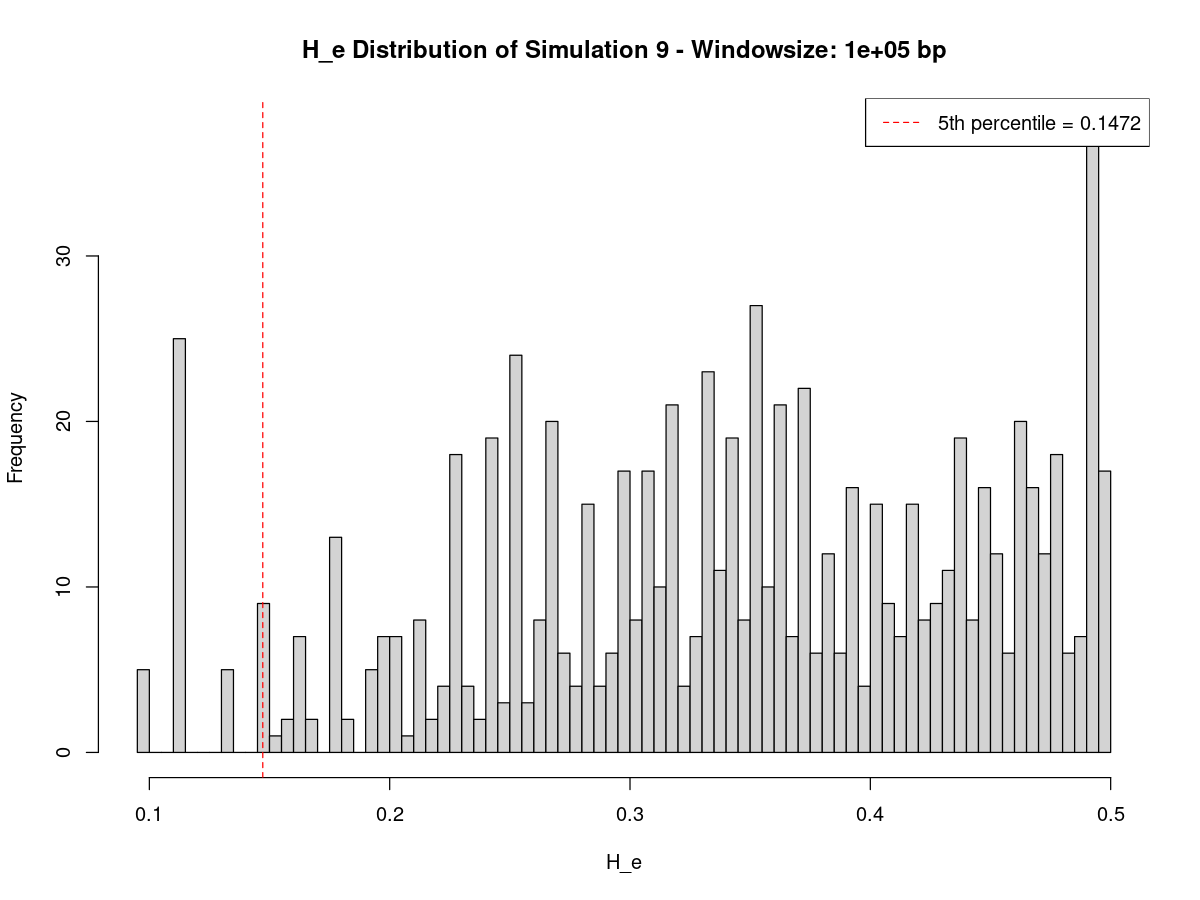 H_e Distribution of Simulation 9 - Windowsize: 1e+05 bp
5th percentile = 0.1472
Frequency
30
20
10
0
0.1 0.2 0.3 0.4 0.5
H_e